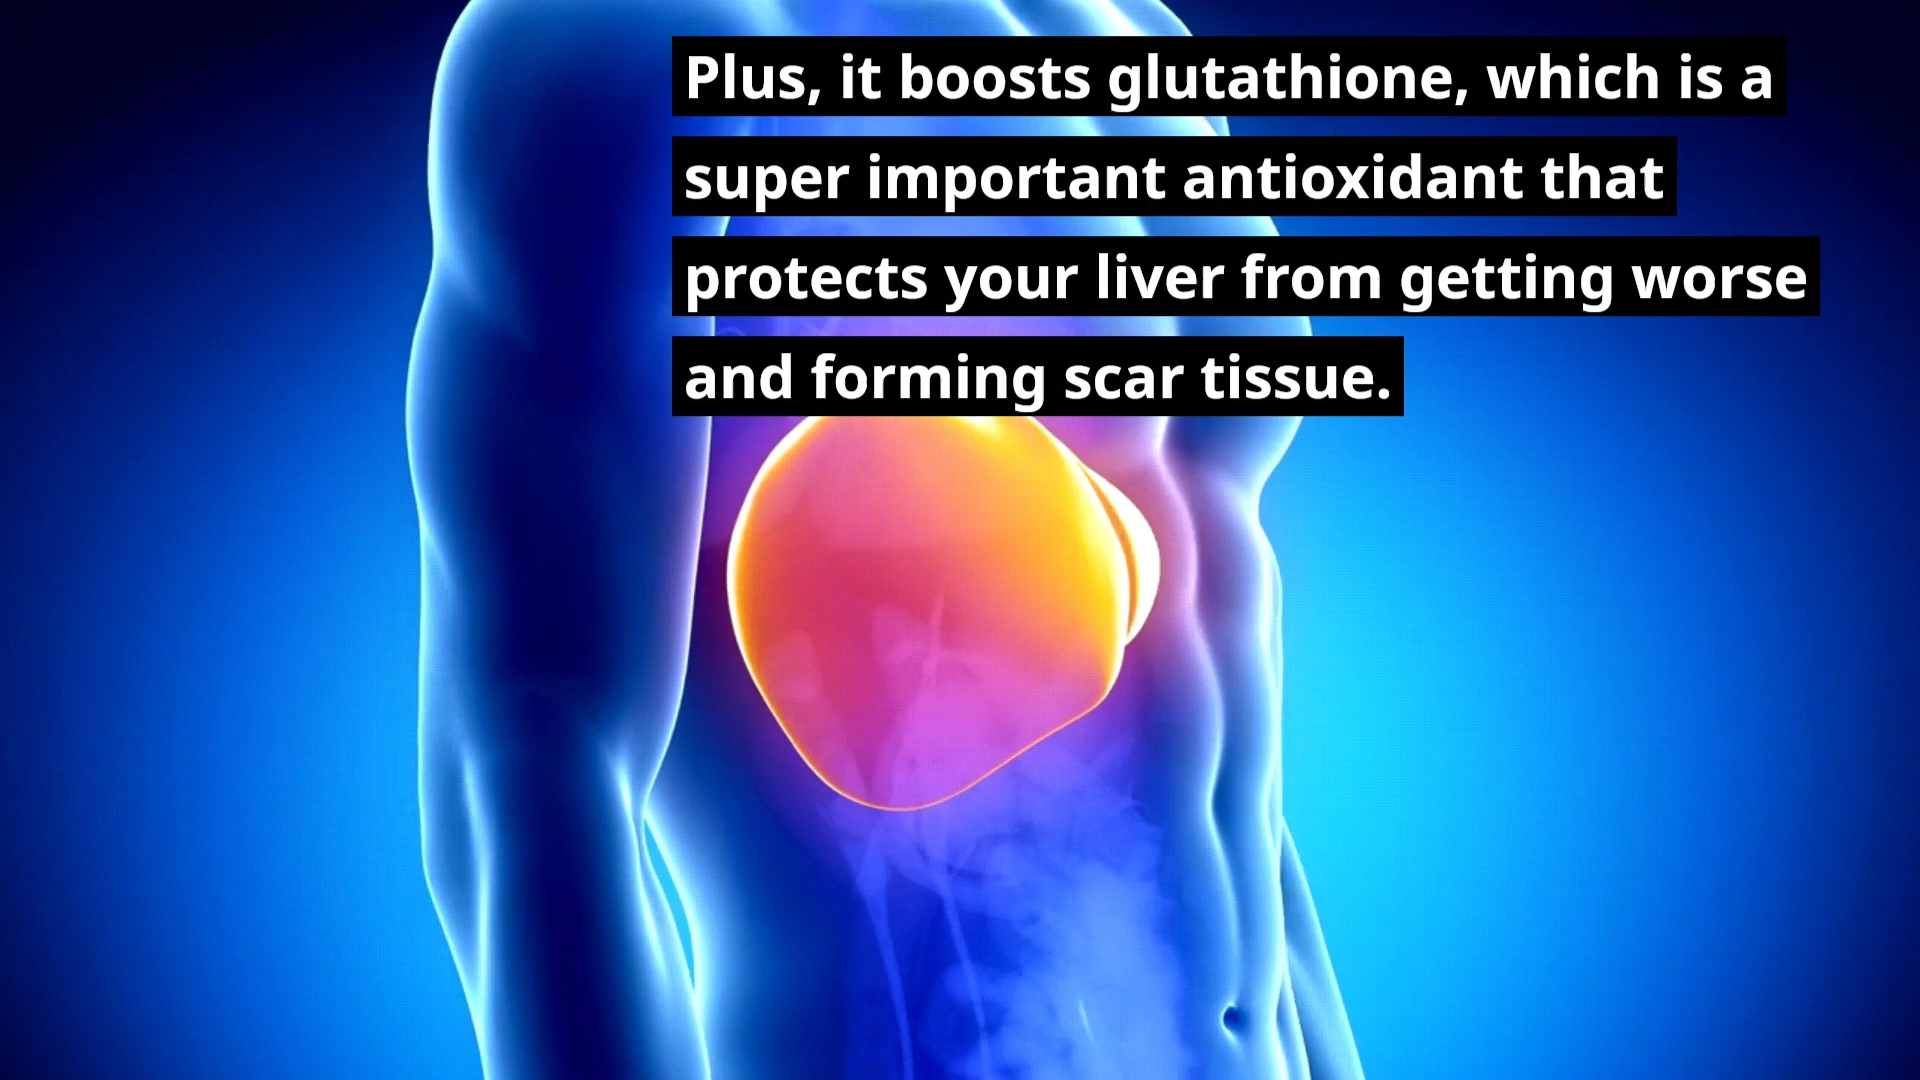 Plus, it boosts glutathione, which is a
super important antioxidant that
protects your liver from getting worse
and forming scar tissue.